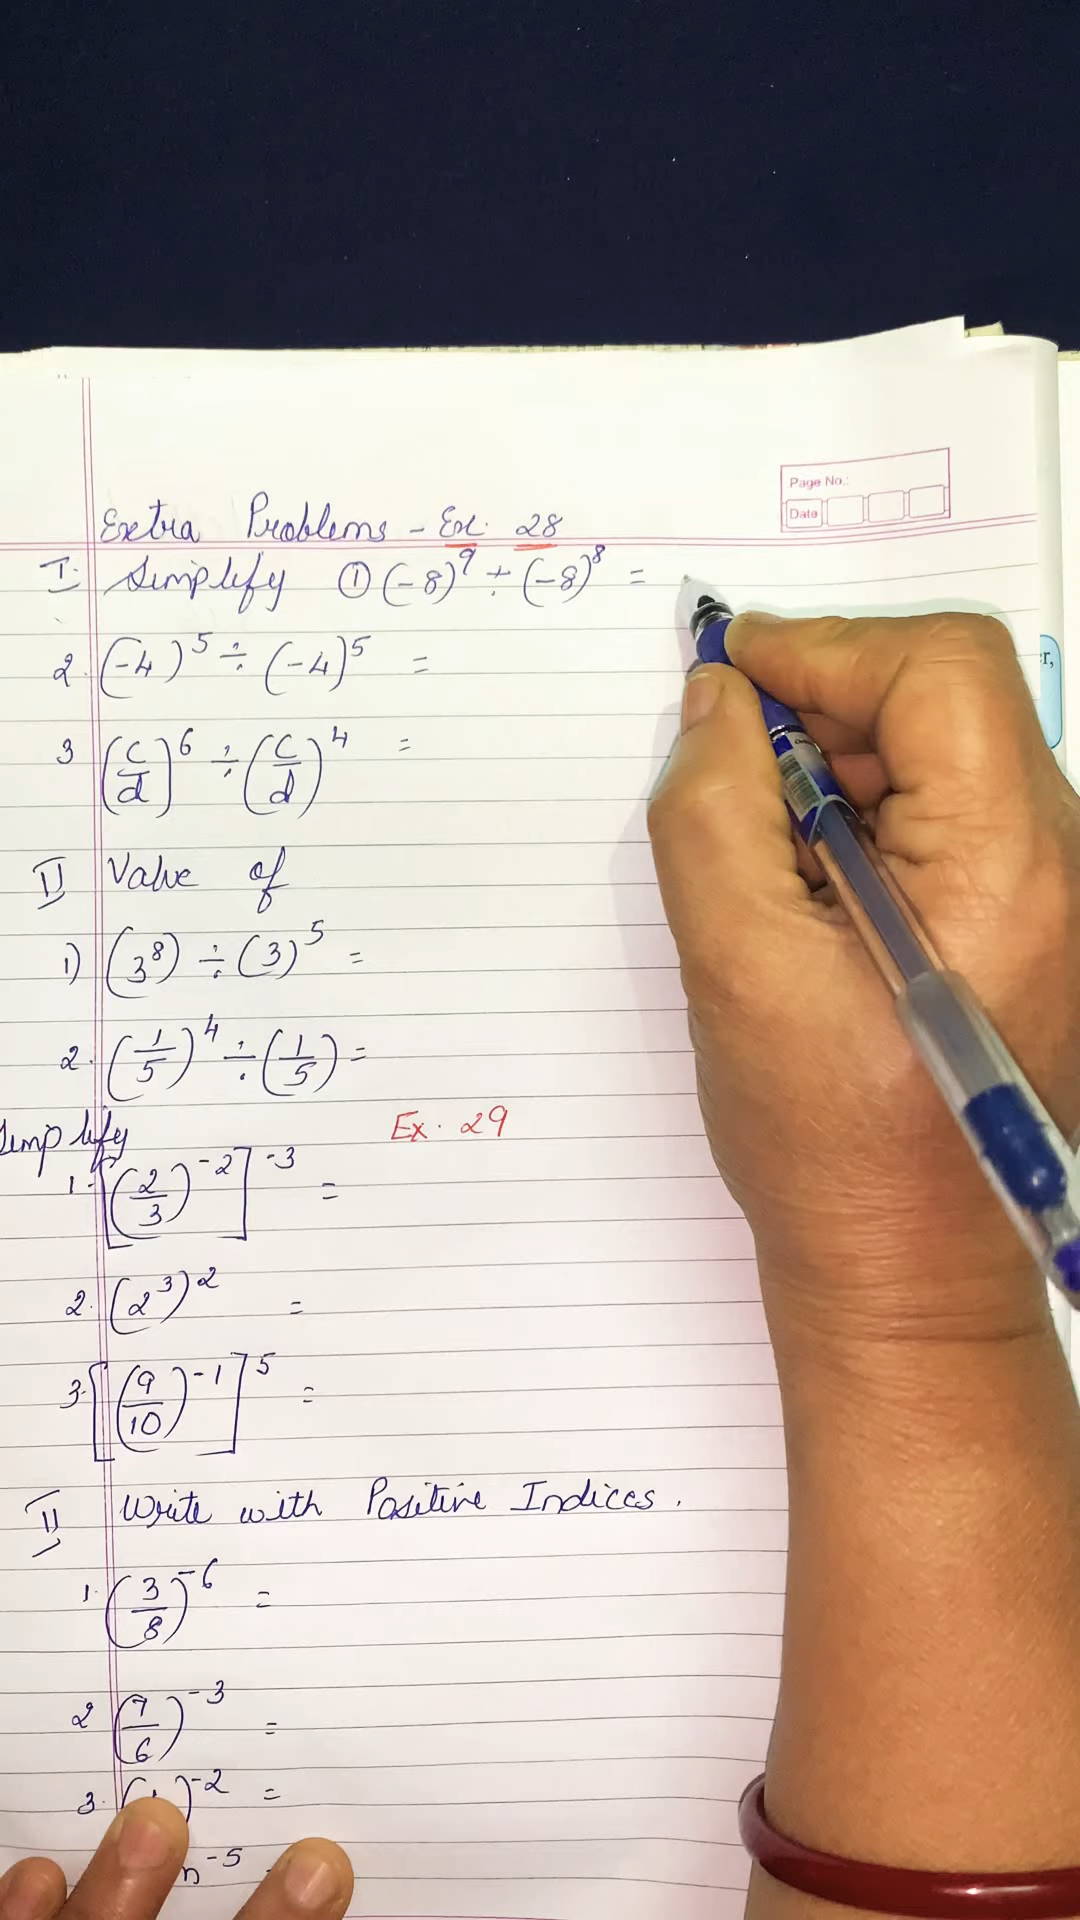 Page No.:
Date
Extra Problems - Ex. 28
I. Simplify ① (-8)⁹ ÷ (-8)⁸ =
2. (-4)⁵ ÷ (-4)⁵ =
3 (c/d)⁶ ÷ (c/d)⁴ =
II Value of
1) (3⁸) ÷ (3)⁵ =
2. (1/5)⁴ ÷ (1/5) =
Simplify Ex. 29
1. [(2/3)⁻²]⁻³ =
2. (2³)² =
3. [(9/10)⁻¹]⁵ =
II Write with Positive Indices.
1. (3/8)⁻⁶ =
2 (7/6)⁻³ =
3. ( )⁻² =
n⁻⁵
r,